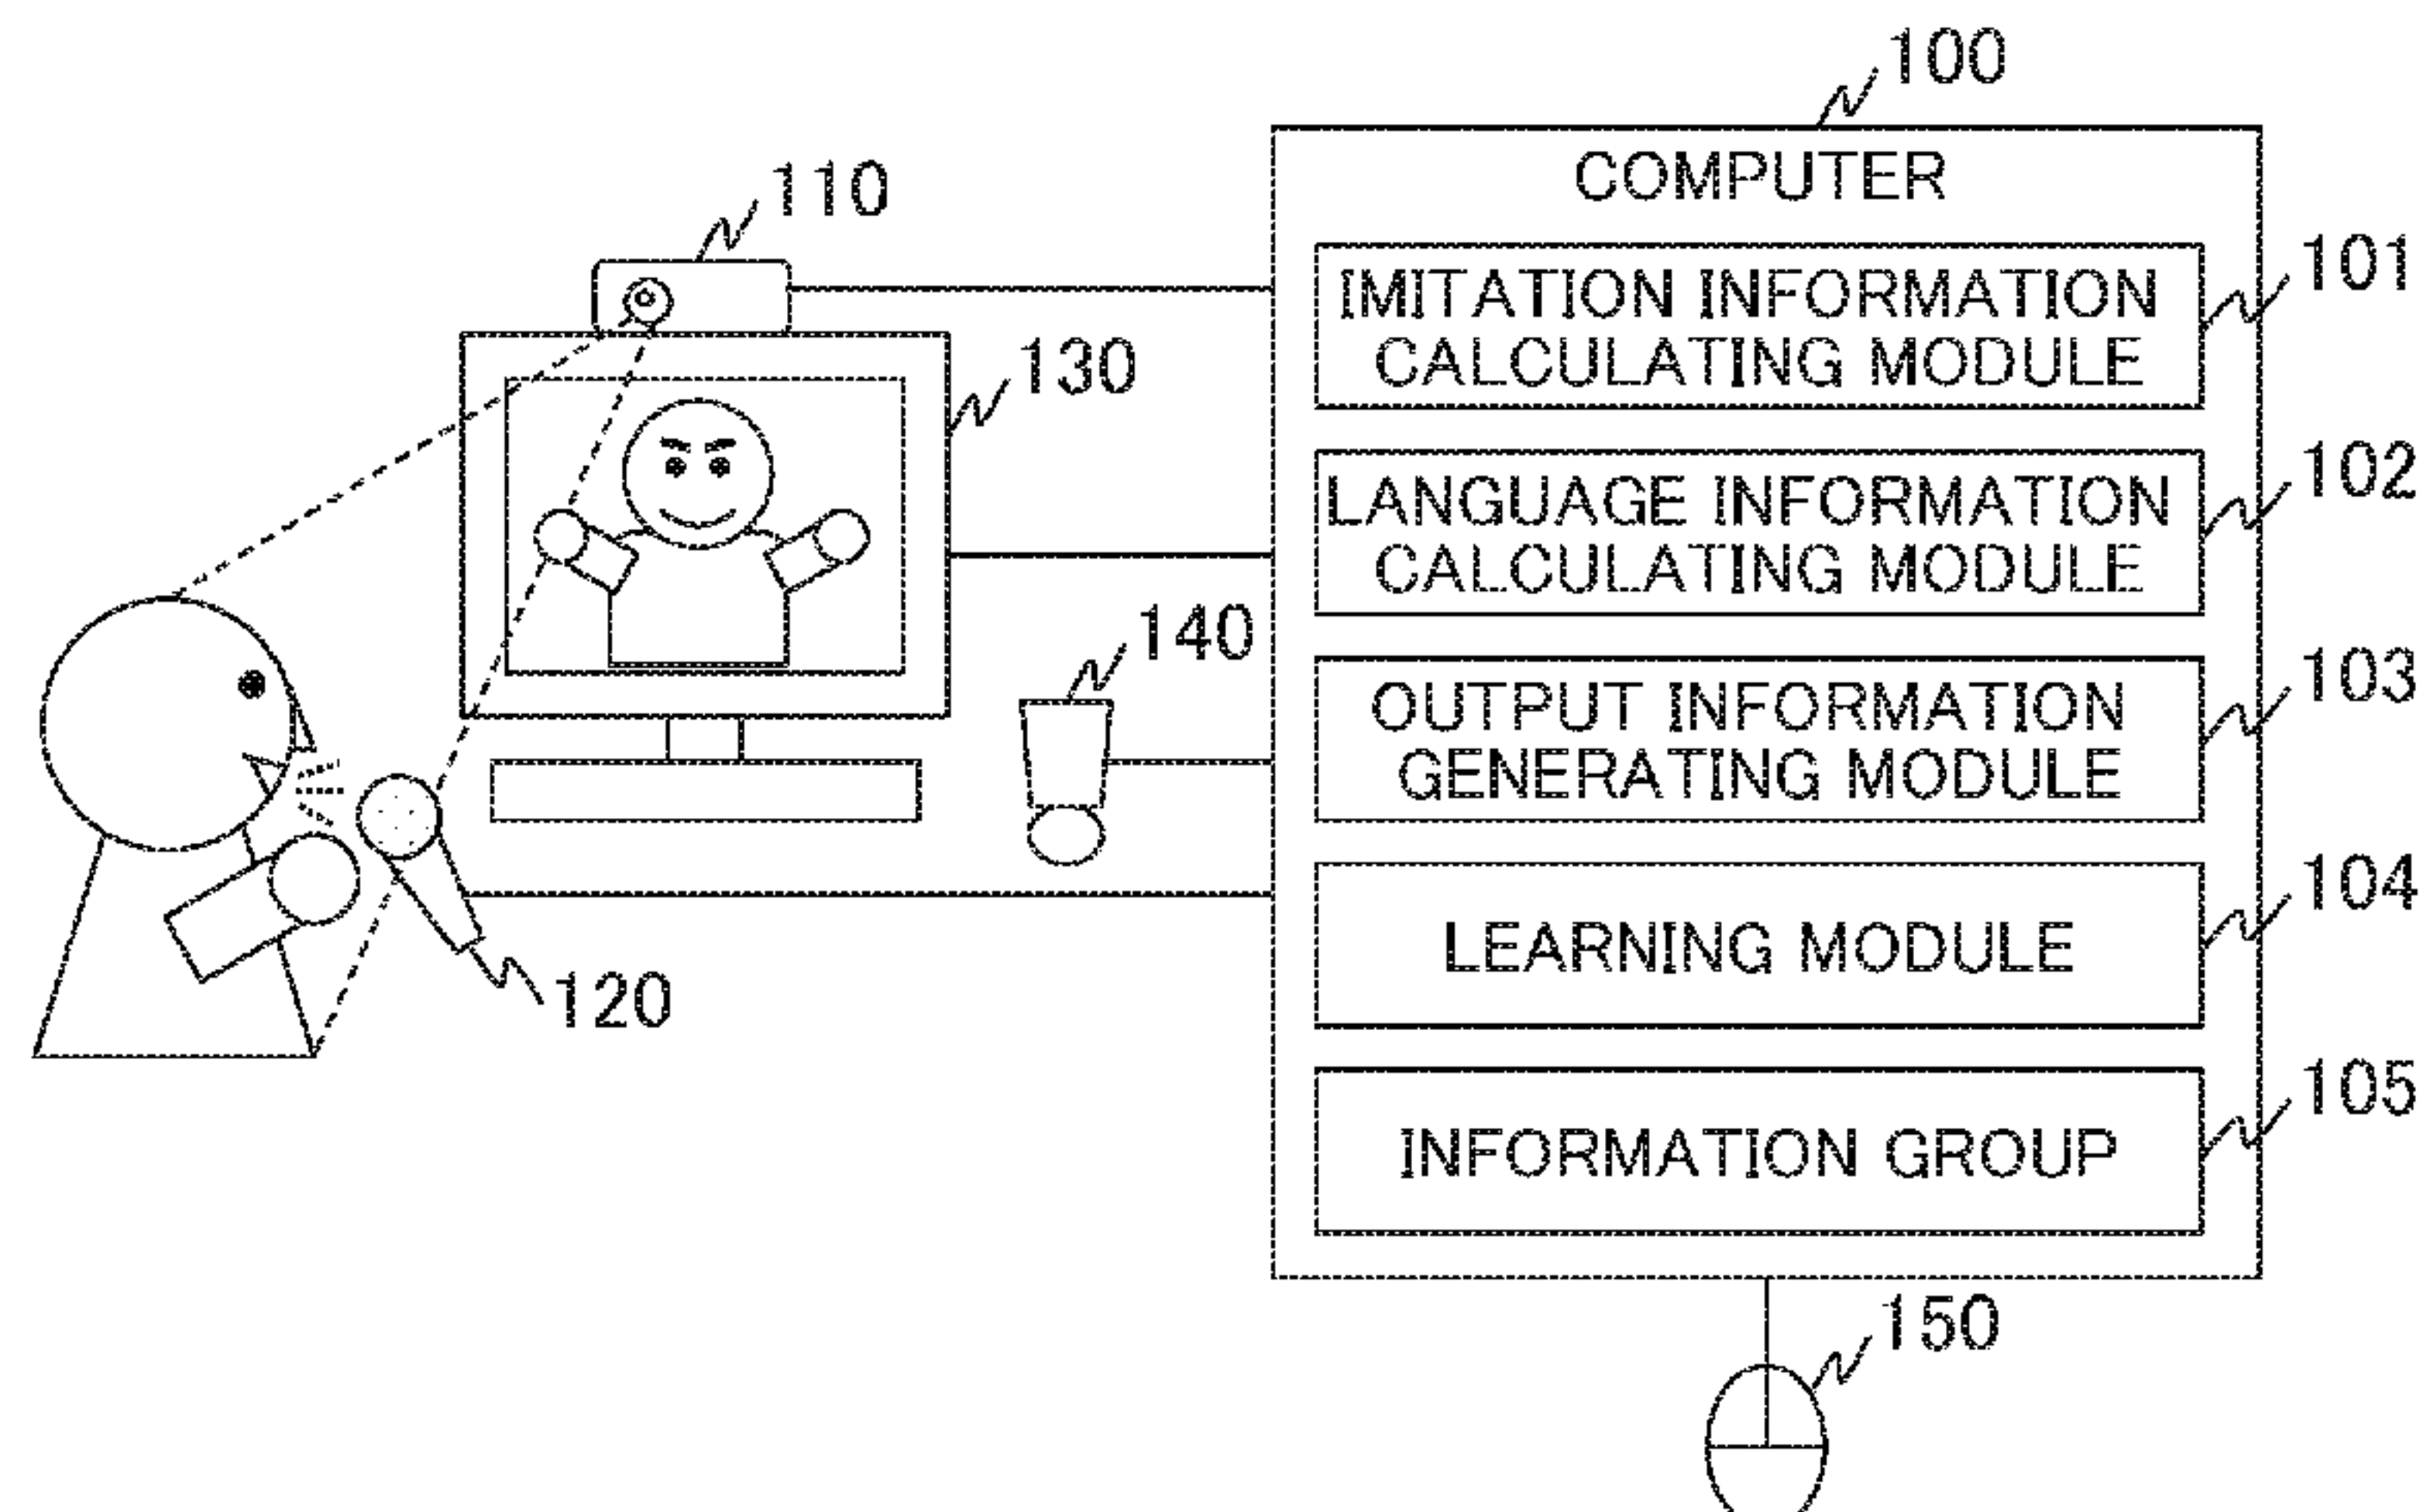 100
COMPUTER
110
IMITATION INFORMATION
CALCULATING MODULE
101
130
LANGUAGE INFORMATION
CALCULATING MODULE
102
140
OUTPUT INFORMATION
GENERATING MODULE
103
LEARNING MODULE
104
120
INFORMATION GROUP
105
150